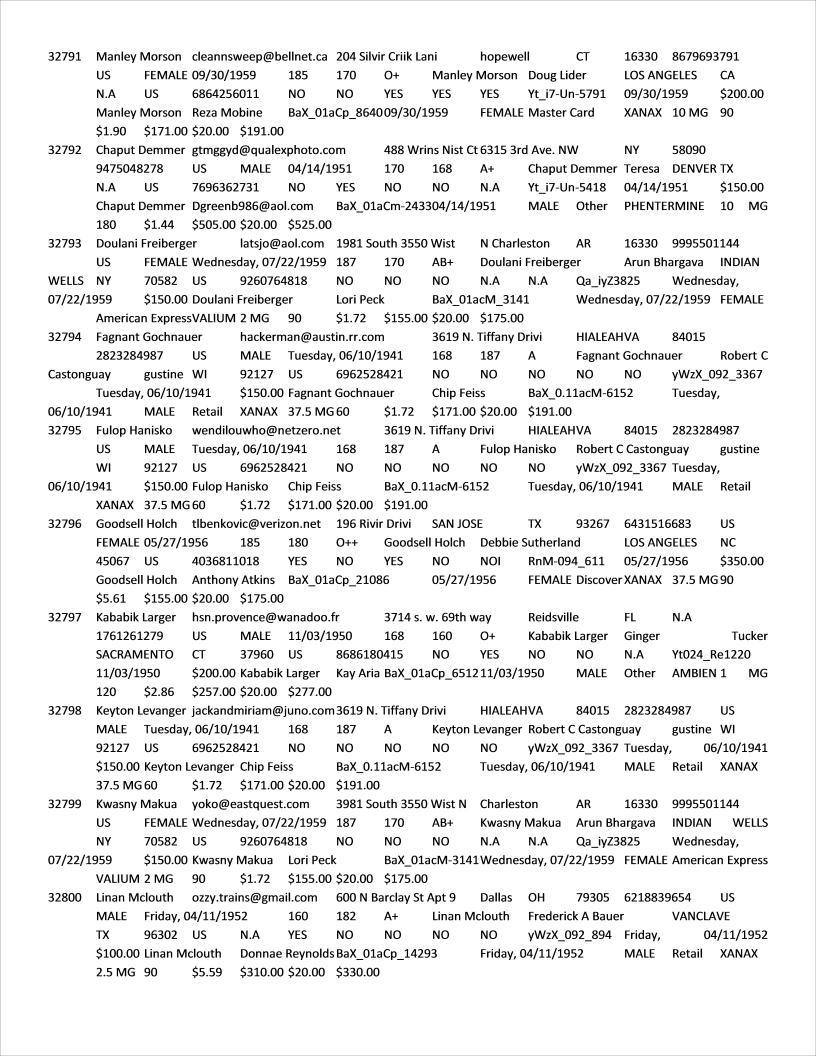 32791 Manley Morson cleannsweep@bellnet.ca 204 Silvir Criik Lani hopewell CT 16330 8679693791
US FEMALE 09/30/1959 185 170 O+ Manley Morson Doug Lider LOS ANGELES CA
N.A US 6864256011 NO NO YES YES YES Yt_i7-Un-5791 09/30/1959 $200.00
Manley Morson Reza Mobine BaX_01aCp_8640 09/30/1959 FEMALE Master Card XANAX 10 MG 90
$1.90 $171.00 $20.00 $191.00
32792 Chaput Demmer gtmggyd@qualexphoto.com 488 Wrins Nist Ct 6315 3rd Ave. NW NY 58090
9475048278 US MALE 04/14/1951 170 168 A+ Chaput Demmer Teresa DENVER TX
N.A US 7696362731 NO YES NO NO N.A Yt_i7-Un-5418 04/14/1951 $150.00
Chaput Demmer Dgreenb986@aol.com BaX_01aCm-2433 04/14/1951 MALE Other PHENTERMINE 10 MG
180 $1.44 $505.00 $20.00 $525.00
32793 Doulani Freiberger latsjo@aol.com 1981 South 3550 Wist N Charleston AR 16330 9995501144
US FEMALE Wednesday, 07/22/1959 187 170 AB+ Doulani Freiberger Arun Bhargava INDIAN
WELLS NY 70582 US 9260764818 NO NO NO N.A N.A Qa_iyZ3825 Wednesday,
07/22/1959 $150.00 Doulani Freiberger Lori Peck BaX_01acM_3141 Wednesday, 07/22/1959 FEMALE
American Express VALIUM 2 MG 90 $1.72 $155.00 $20.00 $175.00
32794 Fagnant Gochnauer hackerman@austin.rr.com 3619 N. Tiffany Drivi HIALEAH VA 84015
2823284987 US MALE Tuesday, 06/10/1941 168 187 A Fagnant Gochnauer Robert C
Castonguay gustine WI 92127 US 6962528421 NO NO NO NO NO yWzX_092_3367
Tuesday, 06/10/1941 $150.00 Fagnant Gochnauer Chip Feiss BaX_0.11acM-6152 Tuesday,
06/10/1941 MALE Retail XANAX 37.5 MG 60 $1.72 $171.00 $20.00 $191.00
32795 Fulop Hanisko wendilouwho@netzero.net 3619 N. Tiffany Drivi HIALEAH VA 84015 2823284987
US MALE Tuesday, 06/10/1941 168 187 A Fulop Hanisko Robert C Castonguay gustine
WI 92127 US 6962528421 NO NO NO NO NO yWzX_092_3367 Tuesday,
06/10/1941 $150.00 Fulop Hanisko Chip Feiss BaX_0.11acM-6152 Tuesday, 06/10/1941 MALE Retail
XANAX 37.5 MG 60 $1.72 $171.00 $20.00 $191.00
32796 Goodsell Holch tlbenkovic@verizon.net 196 Rivir Drivi SAN JOSE TX 93267 6431516683 US
FEMALE 05/27/1956 185 180 O++ Goodsell Holch Debbie Sutherland LOS ANGELES NC
45067 US 4036811018 YES NO YES NO NOI RnM-094_611 05/27/1956 $350.00
Goodsell Holch Anthony Atkins BaX_01aCp_21086 05/27/1956 FEMALE Discover XANAX 37.5 MG 90
$5.61 $155.00 $20.00 $175.00
32797 Kababik Larger hsn.provence@wanadoo.fr 3714 s. w. 69th way Reidsville FL N.A
1761261279 US MALE 11/03/1950 168 160 O+ Kababik Larger Ginger Tucker
SACRAMENTO CT 37960 US 8686180415 NO YES NO NO N.A Yt024_Re1220
11/03/1950 $200.00 Kababik Larger Kay Aria BaX_01aCp_6512 11/03/1950 MALE Other AMBIEN 1 MG
120 $2.86 $257.00 $20.00 $277.00
32798 Keyton Levanger jackandmiriam@juno.com 3619 N. Tiffany Drivi HIALEAH VA 84015 2823284987 US
MALE Tuesday, 06/10/1941 168 187 A Keyton Levanger Robert C Castonguay gustine WI
92127 US 6962528421 NO NO NO NO NO yWzX_092_3367 Tuesday, 06/10/1941
$150.00 Keyton Levanger Chip Feiss BaX_0.11acM-6152 Tuesday, 06/10/1941 MALE Retail XANAX
37.5 MG 60 $1.72 $171.00 $20.00 $191.00
32799 Kwasny Makua yoko@eastquest.com 3981 South 3550 Wist N Charleston AR 16330 9995501144
US FEMALE Wednesday, 07/22/1959 187 170 AB+ Kwasny Makua Arun Bhargava INDIAN WELLS
NY 70582 US 9260764818 NO NO NO N.A N.A Qa_iyZ3825 Wednesday,
07/22/1959 $150.00 Kwasny Makua Lori Peck BaX_01acM-3141 Wednesday, 07/22/1959 FEMALE American Express
VALIUM 2 MG 90 $1.72 $155.00 $20.00 $175.00
32800 Linan Mclouth ozzy.trains@gmail.com 600 N Barclay St Apt 9 Dallas OH 79305 6218839654 US
MALE Friday, 04/11/1952 160 182 A+ Linan Mclouth Frederick A Bauer VANCLAVE
TX 96302 US N.A YES NO NO NO NO yWzX_092_894 Friday, 04/11/1952
$100.00 Linan Mclouth Donnae Reynolds BaX_01aCp_14293 Friday, 04/11/1952 MALE Retail XANAX
2.5 MG 90 $5.59 $310.00 $20.00 $330.00